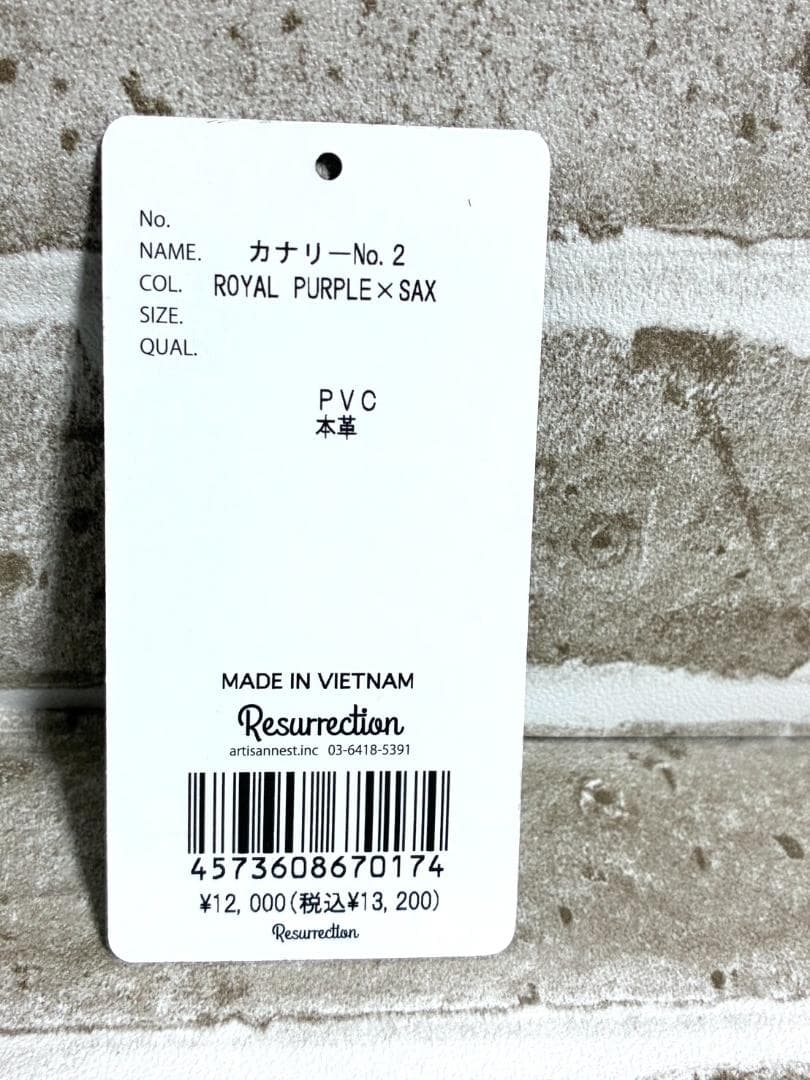 No.
NAME. カナリーNo.2
COL. ROYAL PURPLE×SAX
SIZE.
QUAL.
PVC
本革
MADE IN VIETNAM
Resurrection
artisannest.inc 03-6418-5391
4573608670174
¥12,000(税込¥13,200)
Resurrection